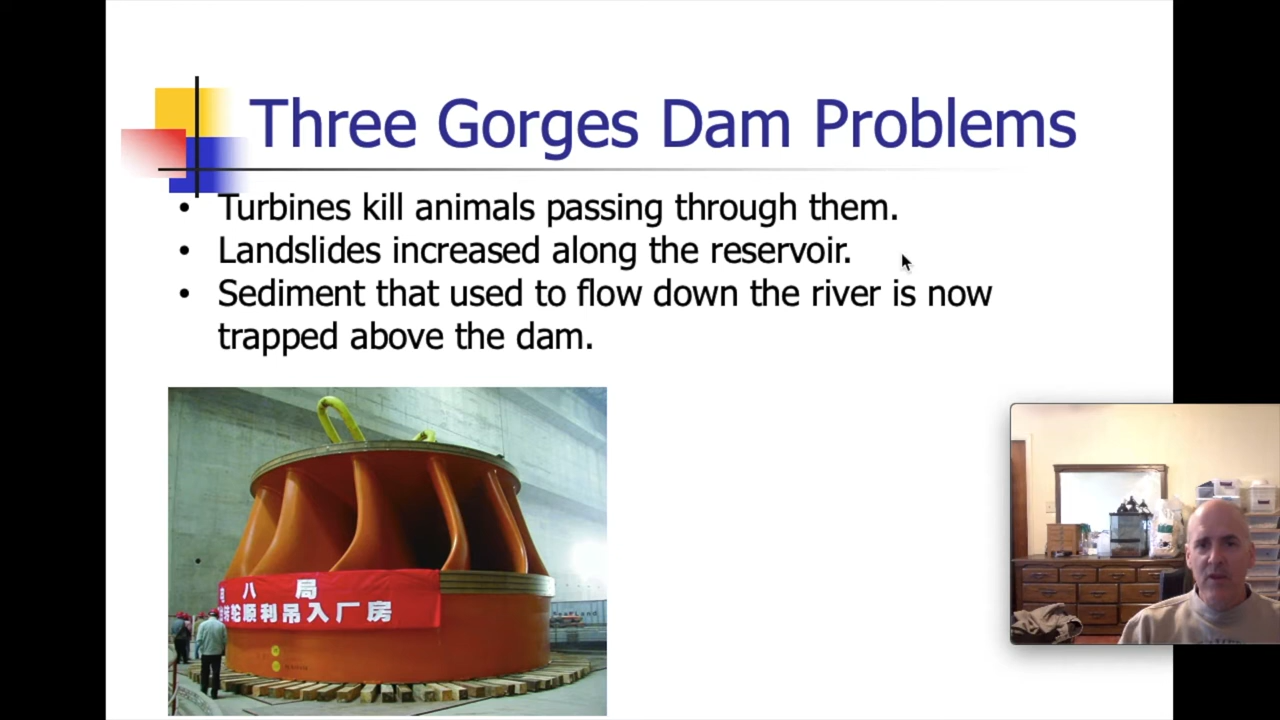 Three Gorges Dam Problems
• Turbines kill animals passing through them.
• Landslides increased along the reservoir.
• Sediment that used to flow down the river is now
trapped above the dam.
八局
轮顺利吊入厂房